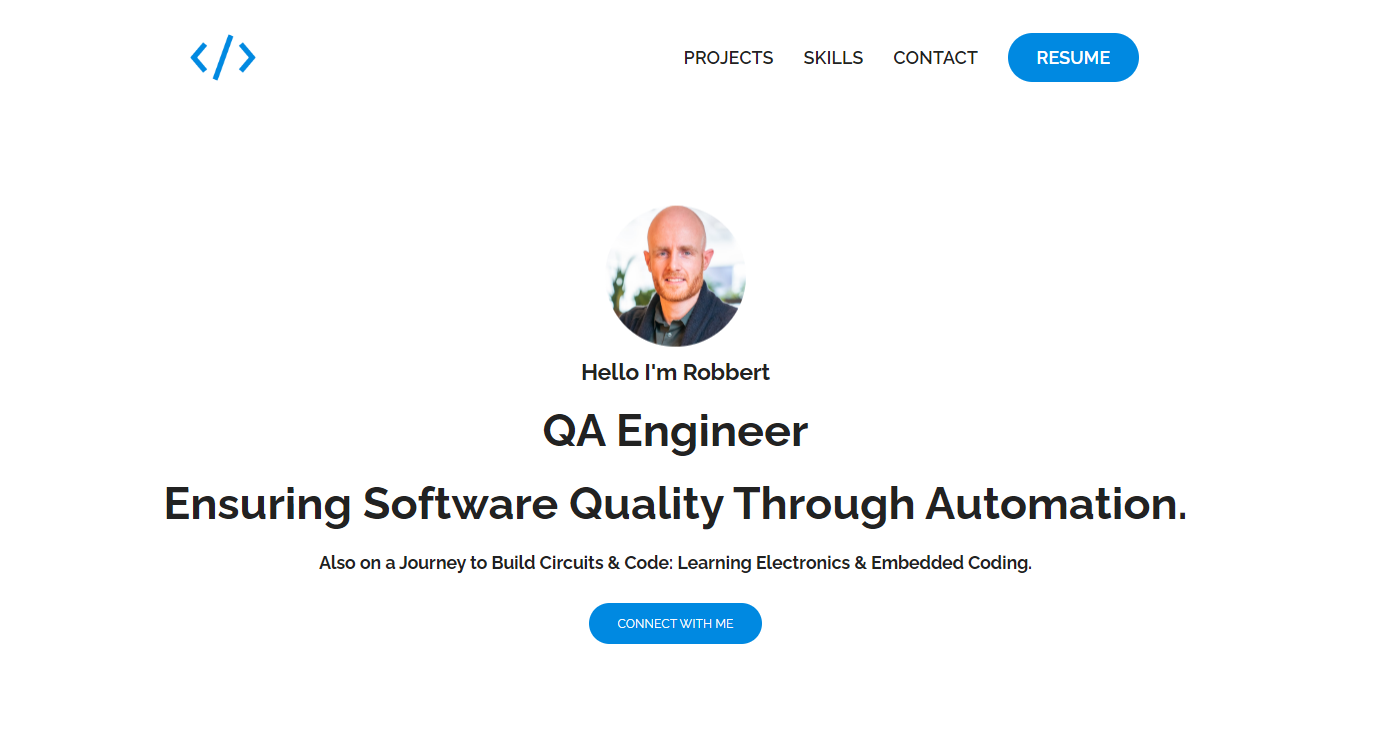 </>
PROJECTS SKILLS CONTACT RESUME
Hello I'm Robbert
QA Engineer
Ensuring Software Quality Through Automation.
Also on a Journey to Build Circuits & Code: Learning Electronics & Embedded Coding.
CONNECT WITH ME